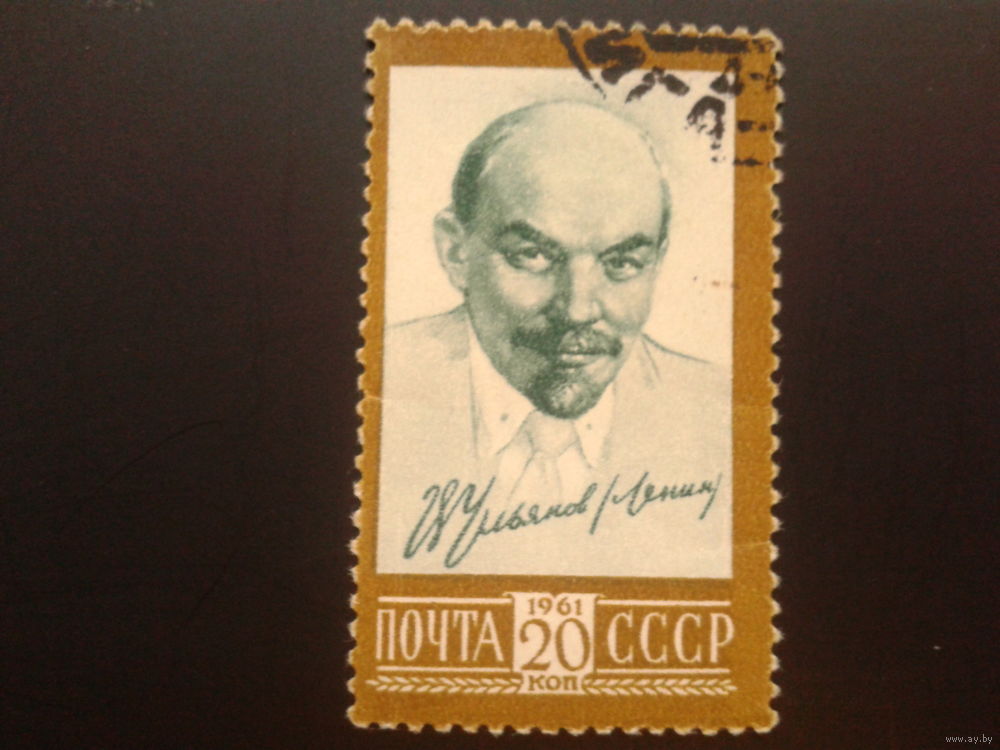 В Ульянов (Ленин)
1961
ПОЧТА 20 СССР
КОП
www.ay.by